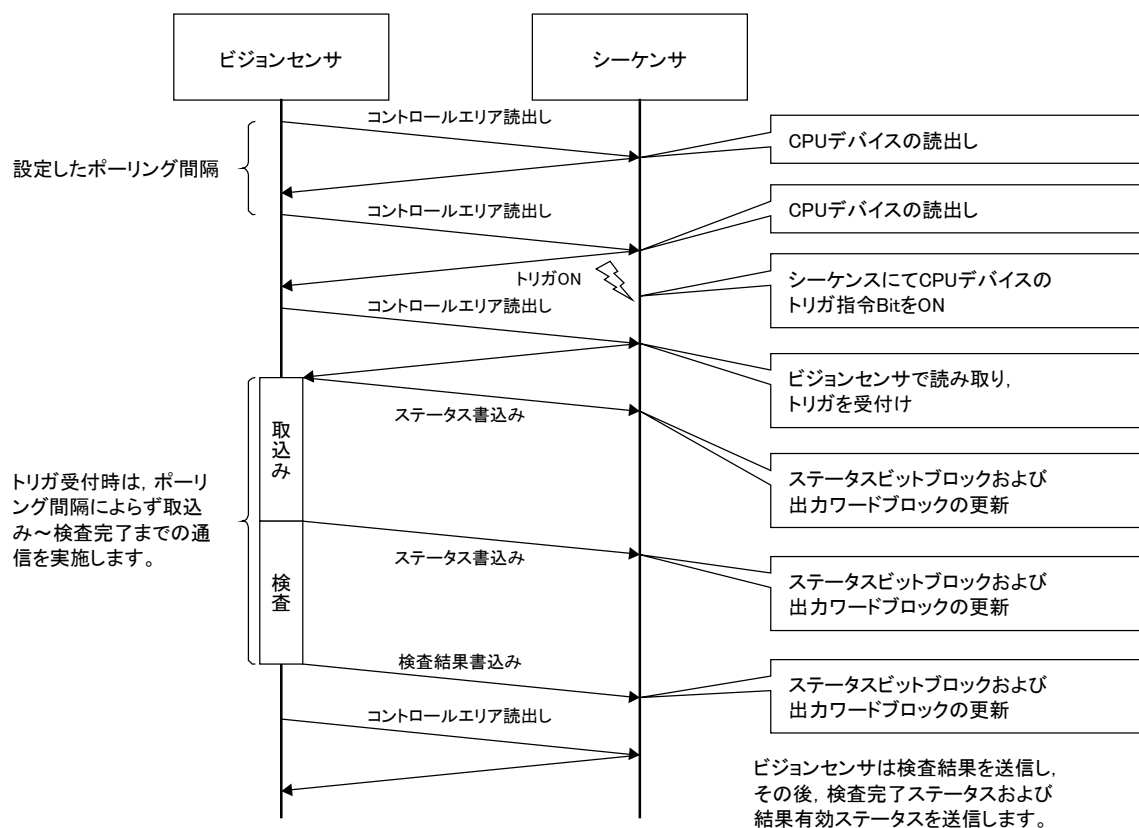 ビジョンセンサ
シーケンサ
コントロールエリア読出し
CPUデバイスの読出し
設定したポーリング間隔
コントロールエリア読出し
CPUデバイスの読出し
トリガON
シーケンスにてCPUデバイスの
トリガ指令BitをON
コントロールエリア読出し
ビジョンセンサで読み取り，
トリガを受付け
ステータス書込み
取込み
トリガ受付時は，ポーリ
ング間隔によらず取込
み～検査完了までの通
信を実施します。
ステータスビットブロックおよび
出力ワードブロックの更新
ステータス書込み
検査
ステータスビットブロックおよび
出力ワードブロックの更新
検査結果書込み
ステータスビットブロックおよび
出力ワードブロックの更新
コントロールエリア読出し
ビジョンセンサは検査結果を送信し，
その後，検査完了ステータスおよび
結果有効ステータスを送信します。